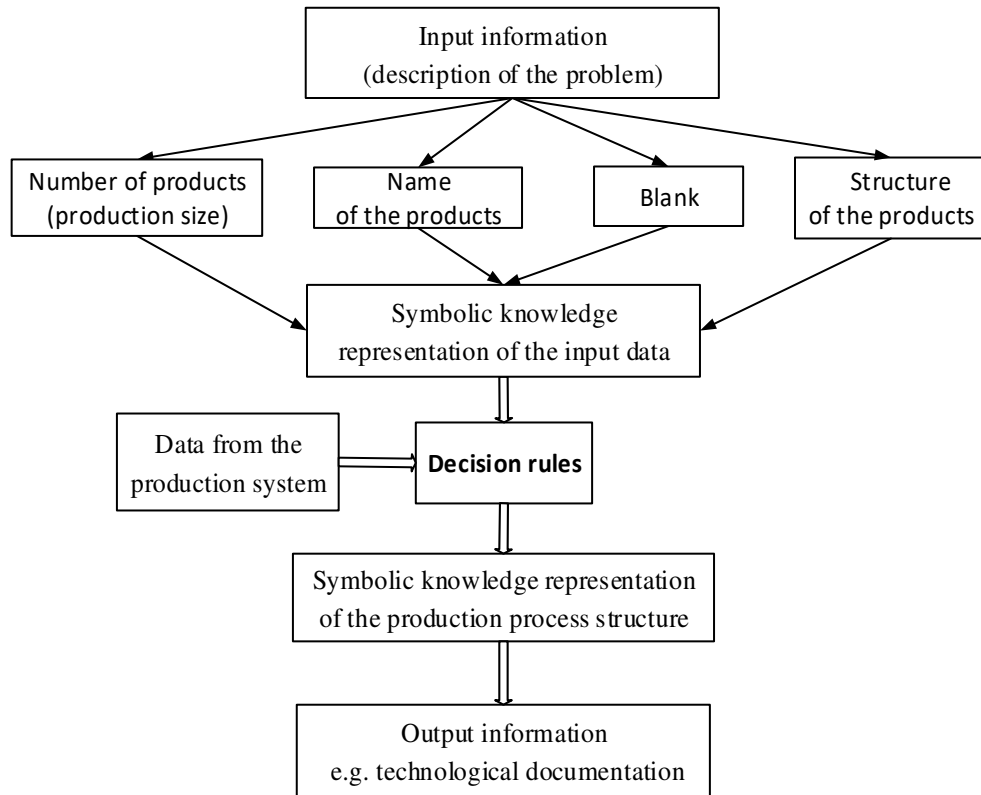 Input information
(description of the problem)
Number of products
(production size)
Name
of the products
Blank
Structure
of the products
Symbolic knowledge
representation of the input data
Data from the
production system
Decision rules
Symbolic knowledge representation
of the production process structure
Output information
e.g. technological documentation